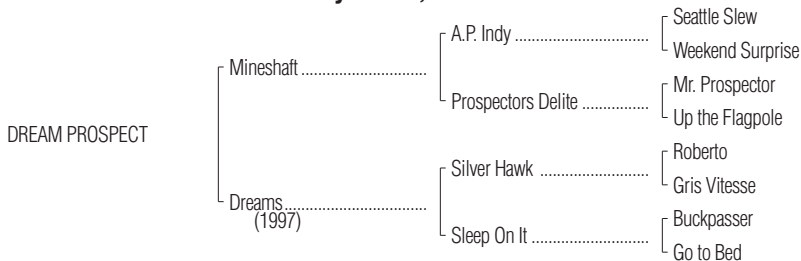 Seattle Slew
A.P. Indy ......................................
Weekend Surprise
Mineshaft ...................................
Mr. Prospector
Prospectors Delite ...................
Up the Flagpole
DREAM PROSPECT
Roberto
Silver Hawk ...............................
Gris Vitesse
Dreams........................................
(1997)
Buckpasser
Sleep On It .................................
Go to Bed